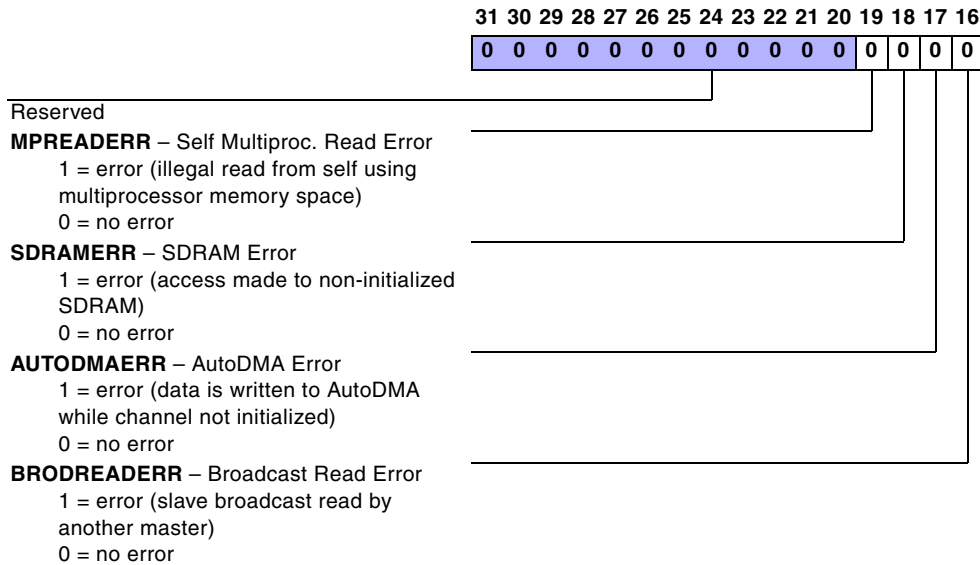 31 30 29 28 27 26 25 24 23 22 21 20 19 18 17 16
0 0 0 0 0 0 0 0 0 0 0 0 0 0 0 0
Reserved
MPREADERR – Self Multiproc. Read Error
1 = error (illegal read from self using
multiprocessor memory space)
0 = no error
SDRAMERR – SDRAM Error
1 = error (access made to non-initialized
SDRAM)
0 = no error
AUTODMAERR – AutoDMA Error
1 = error (data is written to AutoDMA
while channel not initialized)
0 = no error
BRODREADERR – Broadcast Read Error
1 = error (slave broadcast read by
another master)
0 = no error